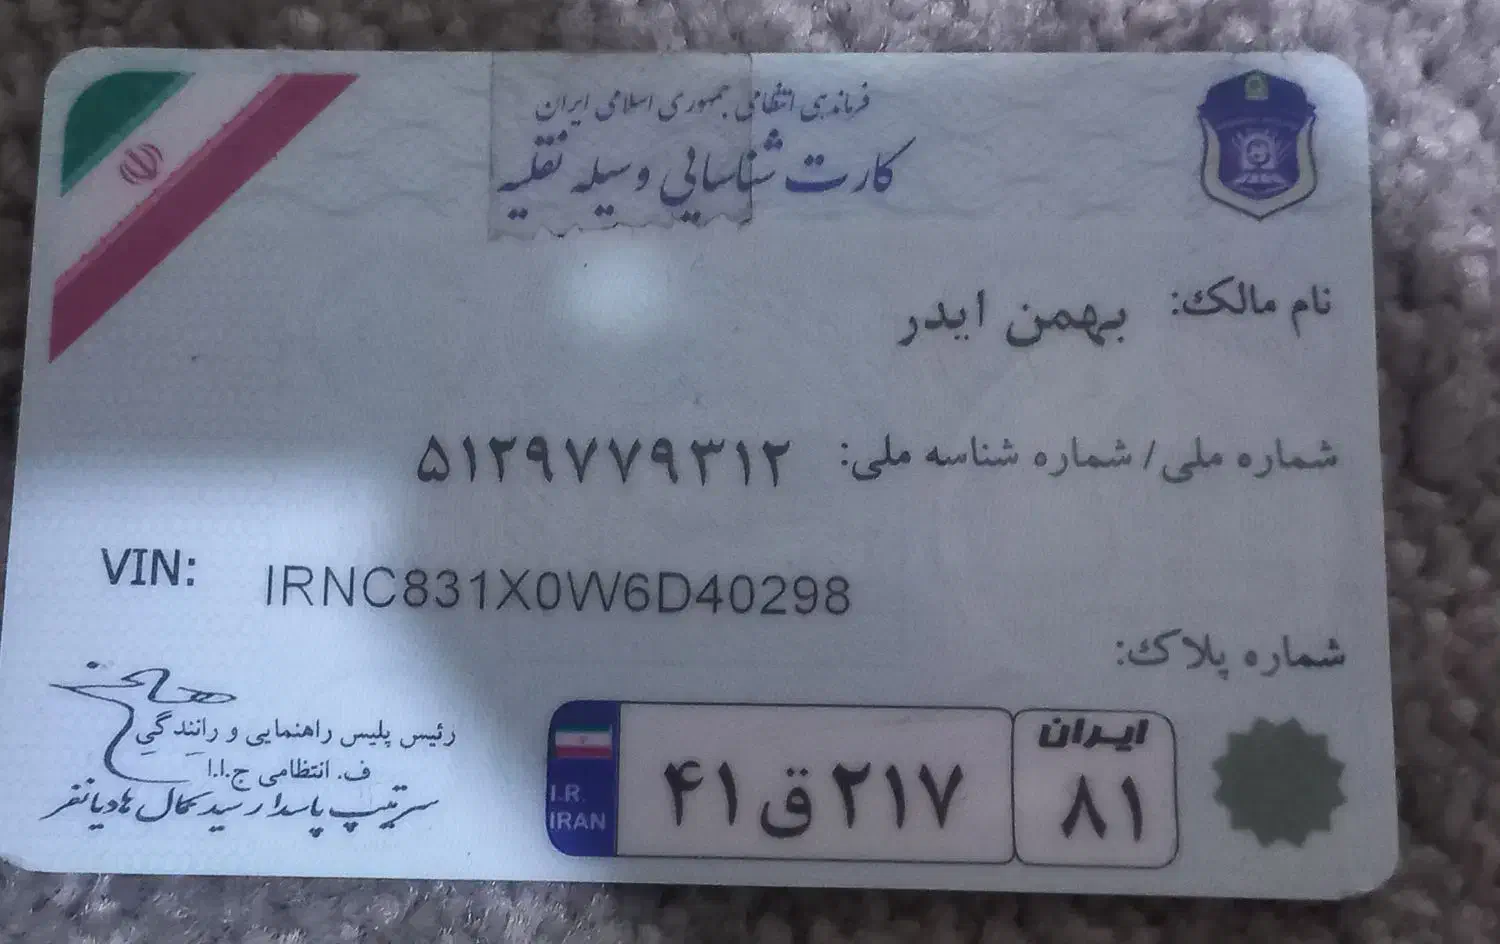 فرماندهی انتظامی جمهوری اسلامی ایران
کارت شناسایی وسیله نقلیه
نام مالک: بهمن ایدر
شماره ملی / شماره شناسه ملی: ۵۱۲۹۷۷۹۳۱۲
VIN: IRNC831X0W6D40298
شماره پلاک:
رئیس پلیس راهنمایی و رانندگی
ف. انتظامی ج.ا.ا
سرتیپ پاسدار سید کمال هادیانفر
I.R.
IRAN
۴۱ ق ۲۱۷
ایران
۸۱